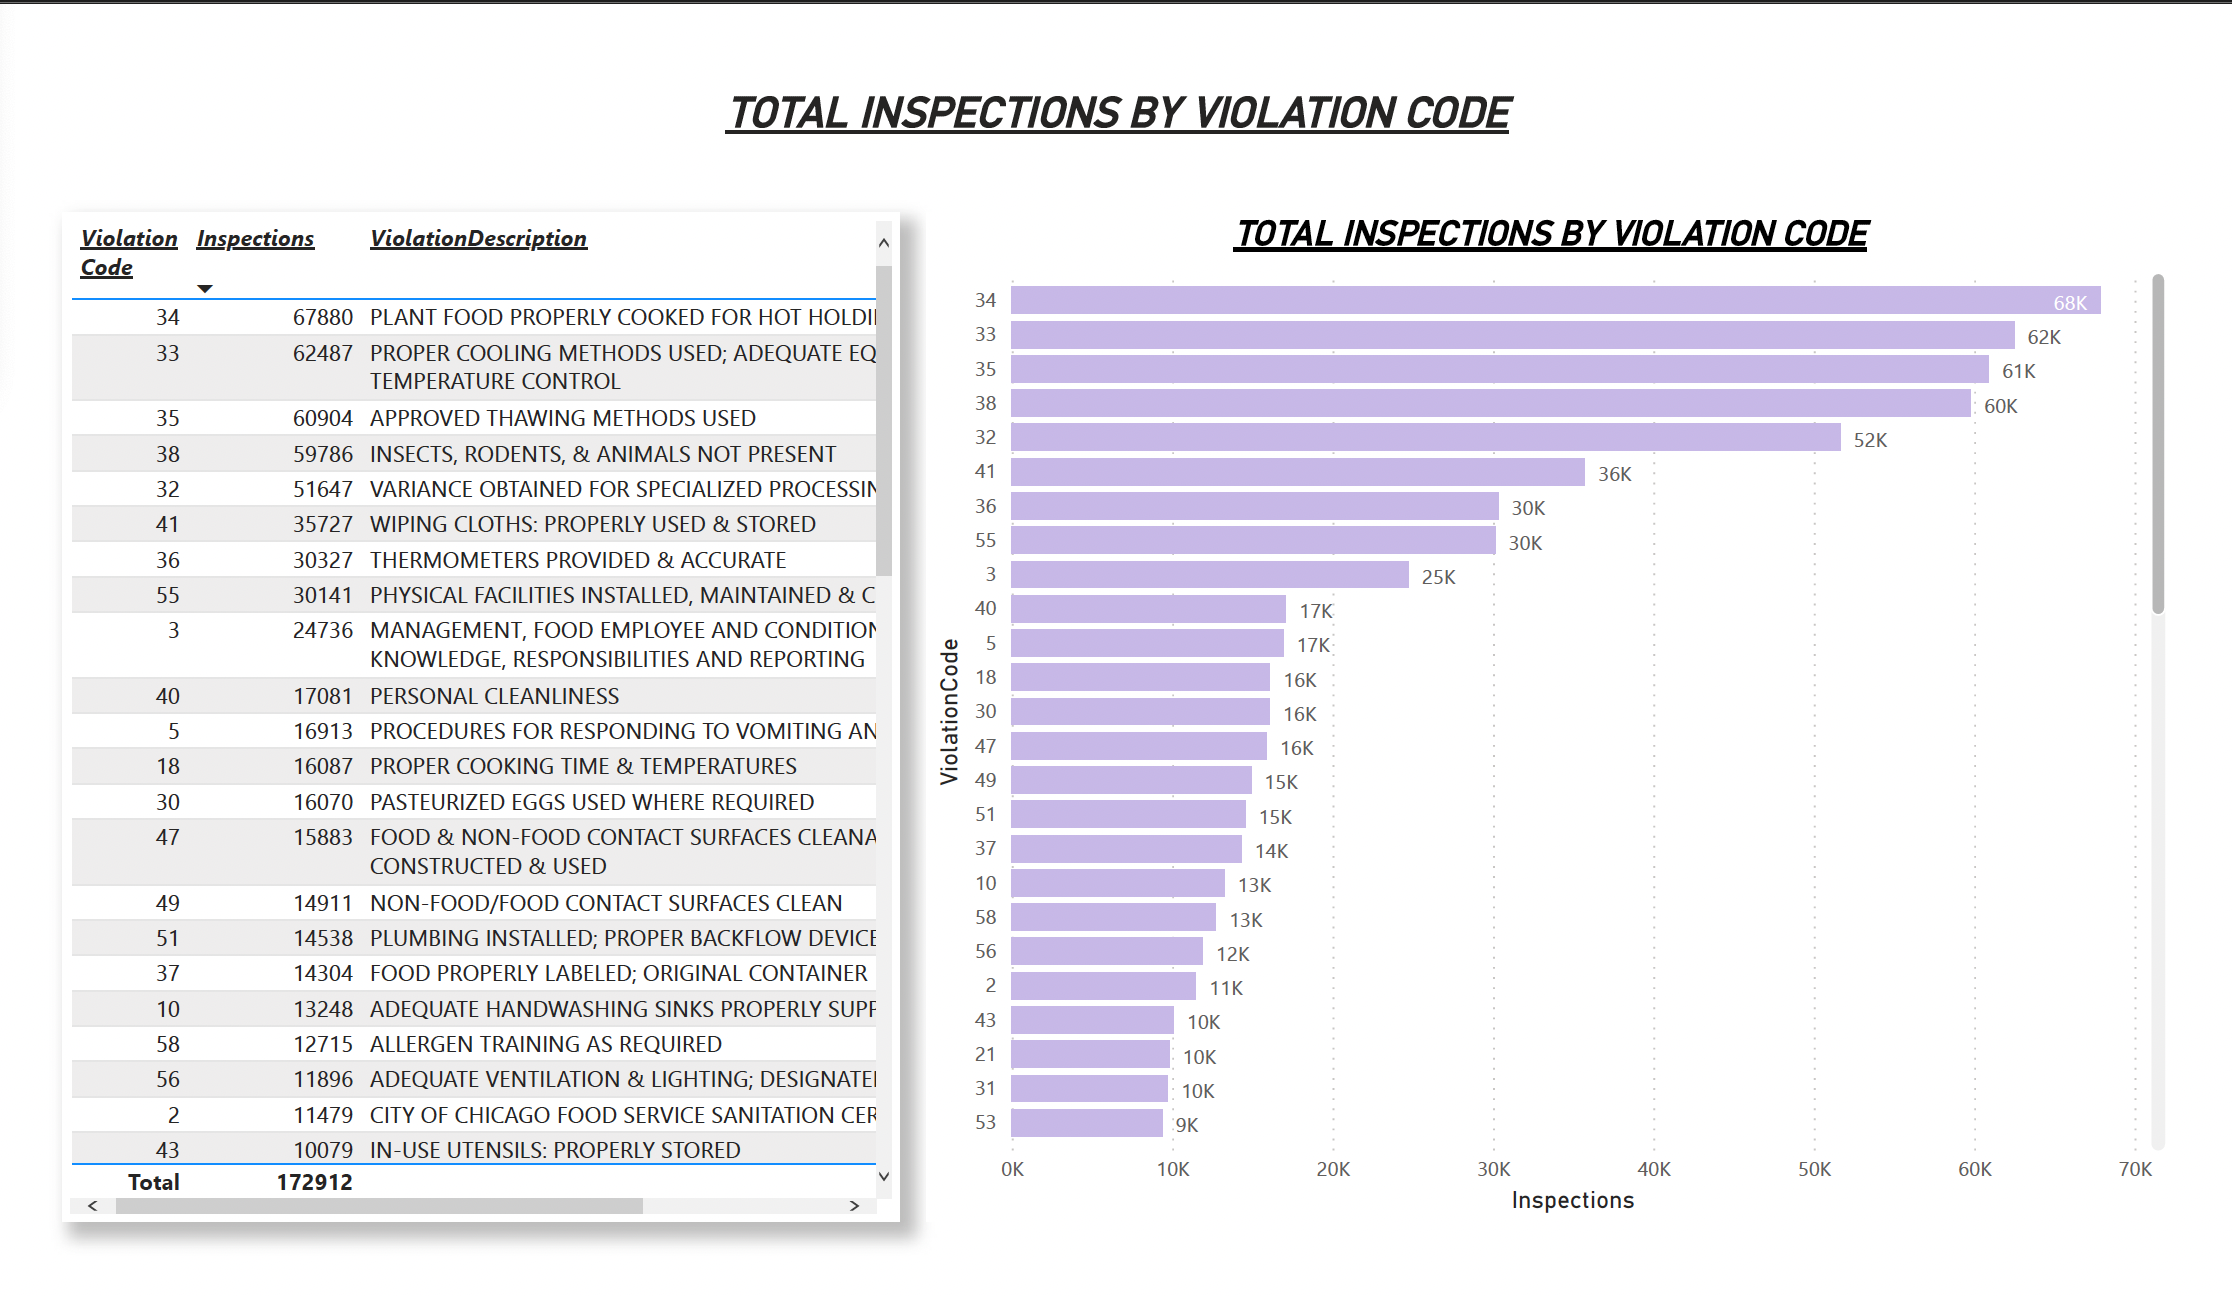 TOTAL INSPECTIONS BY VIOLATION CODE
Violation Inspections ViolationDescription
Code
34 67880 PLANT FOOD PROPERLY COOKED FOR HOT
33 62487 PROPER COOLING METHODS USED; ADEQUATE
TEMPERATURE CONTROL
35 60904 APPROVED THAWING METHODS USED
38 59786 INSECTS, RODENTS, & ANIMALS NOT PRESENT
32 51647 VARIANCE OBTAINED FOR SPECIALIZED
41 35727 WIPING CLOTHS: PROPERLY USED & STORED
36 30327 THERMOMETERS PROVIDED & ACCURATE
55 30141 PHYSICAL FACILITIES INSTALLED, MAINTAINED &
3 24736 MANAGEMENT, FOOD EMPLOYEE AND
KNOWLEDGE, RESPONSIBILITIES AND REPORTING
40 17081 PERSONAL CLEANLINESS
5 16913 PROCEDURES FOR RESPONDING TO VOMITING
18 16087 PROPER COOKING TIME & TEMPERATURES
30 16070 PASTEURIZED EGGS USED WHERE REQUIRED
47 15883 FOOD & NON-FOOD CONTACT SURFACES
CONSTRUCTED & USED
49 14911 NON-FOOD/FOOD CONTACT SURFACES CLEAN
51 14538 PLUMBING INSTALLED; PROPER BACKFLOW
37 14304 FOOD PROPERLY LABELED; ORIGINAL CONTAINER
10 13248 ADEQUATE HANDWASHING SINKS PROPERLY
58 12715 ALLERGEN TRAINING AS REQUIRED
56 11896 ADEQUATE VENTILATION & LIGHTING;
2 11479 CITY OF CHICAGO FOOD SERVICE SANITATION
43 10079 IN-USE UTENSILS: PROPERLY STORED
Total 172912
TOTAL INSPECTIONS BY VIOLATION CODE
ViolationCode
34 68K
33 62K
35 61K
38 60K
32 52K
41 36K
36 30K
55 30K
3 25K
40 17K
5 17K
18 16K
30 16K
47 16K
49 15K
51 15K
37 14K
10 13K
58 13K
56 12K
2 11K
43 10K
21 10K
31 10K
53 9K
0K 10K 20K 30K 40K 50K 60K 70K
Inspections